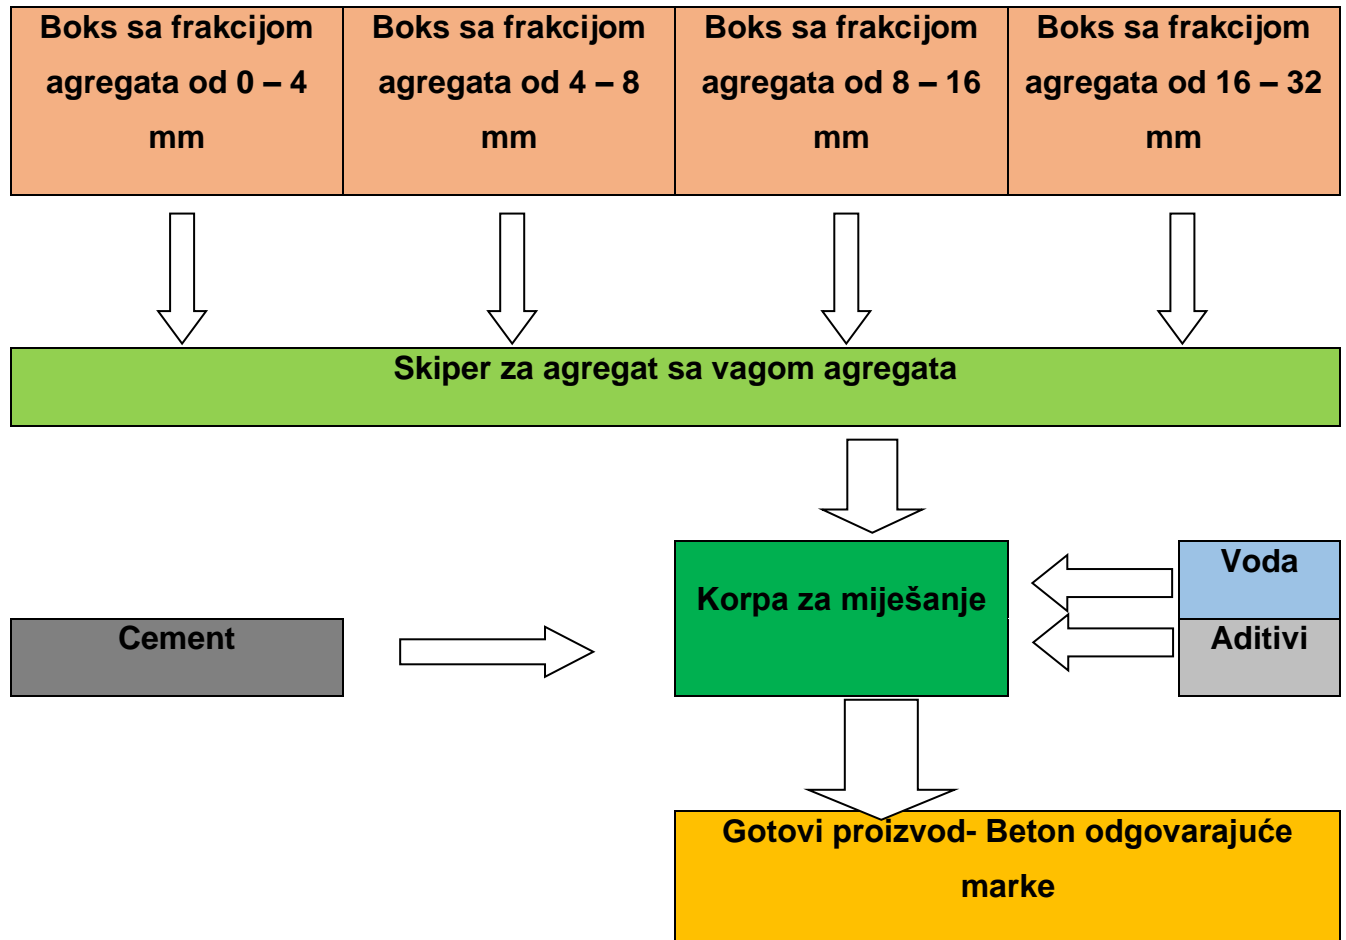 Boks sa frakcijom
agregata od 0 – 4
mm
Boks sa frakcijom
agregata od 4 – 8
mm
Boks sa frakcijom
agregata od 8 – 16
mm
Boks sa frakcijom
agregata od 16 – 32
mm
Skiper za agregat sa vagom agregata
Korpa za miješanje
Voda
Cement
Aditivi
Gotovi proizvod- Beton odgovarajuće
marke